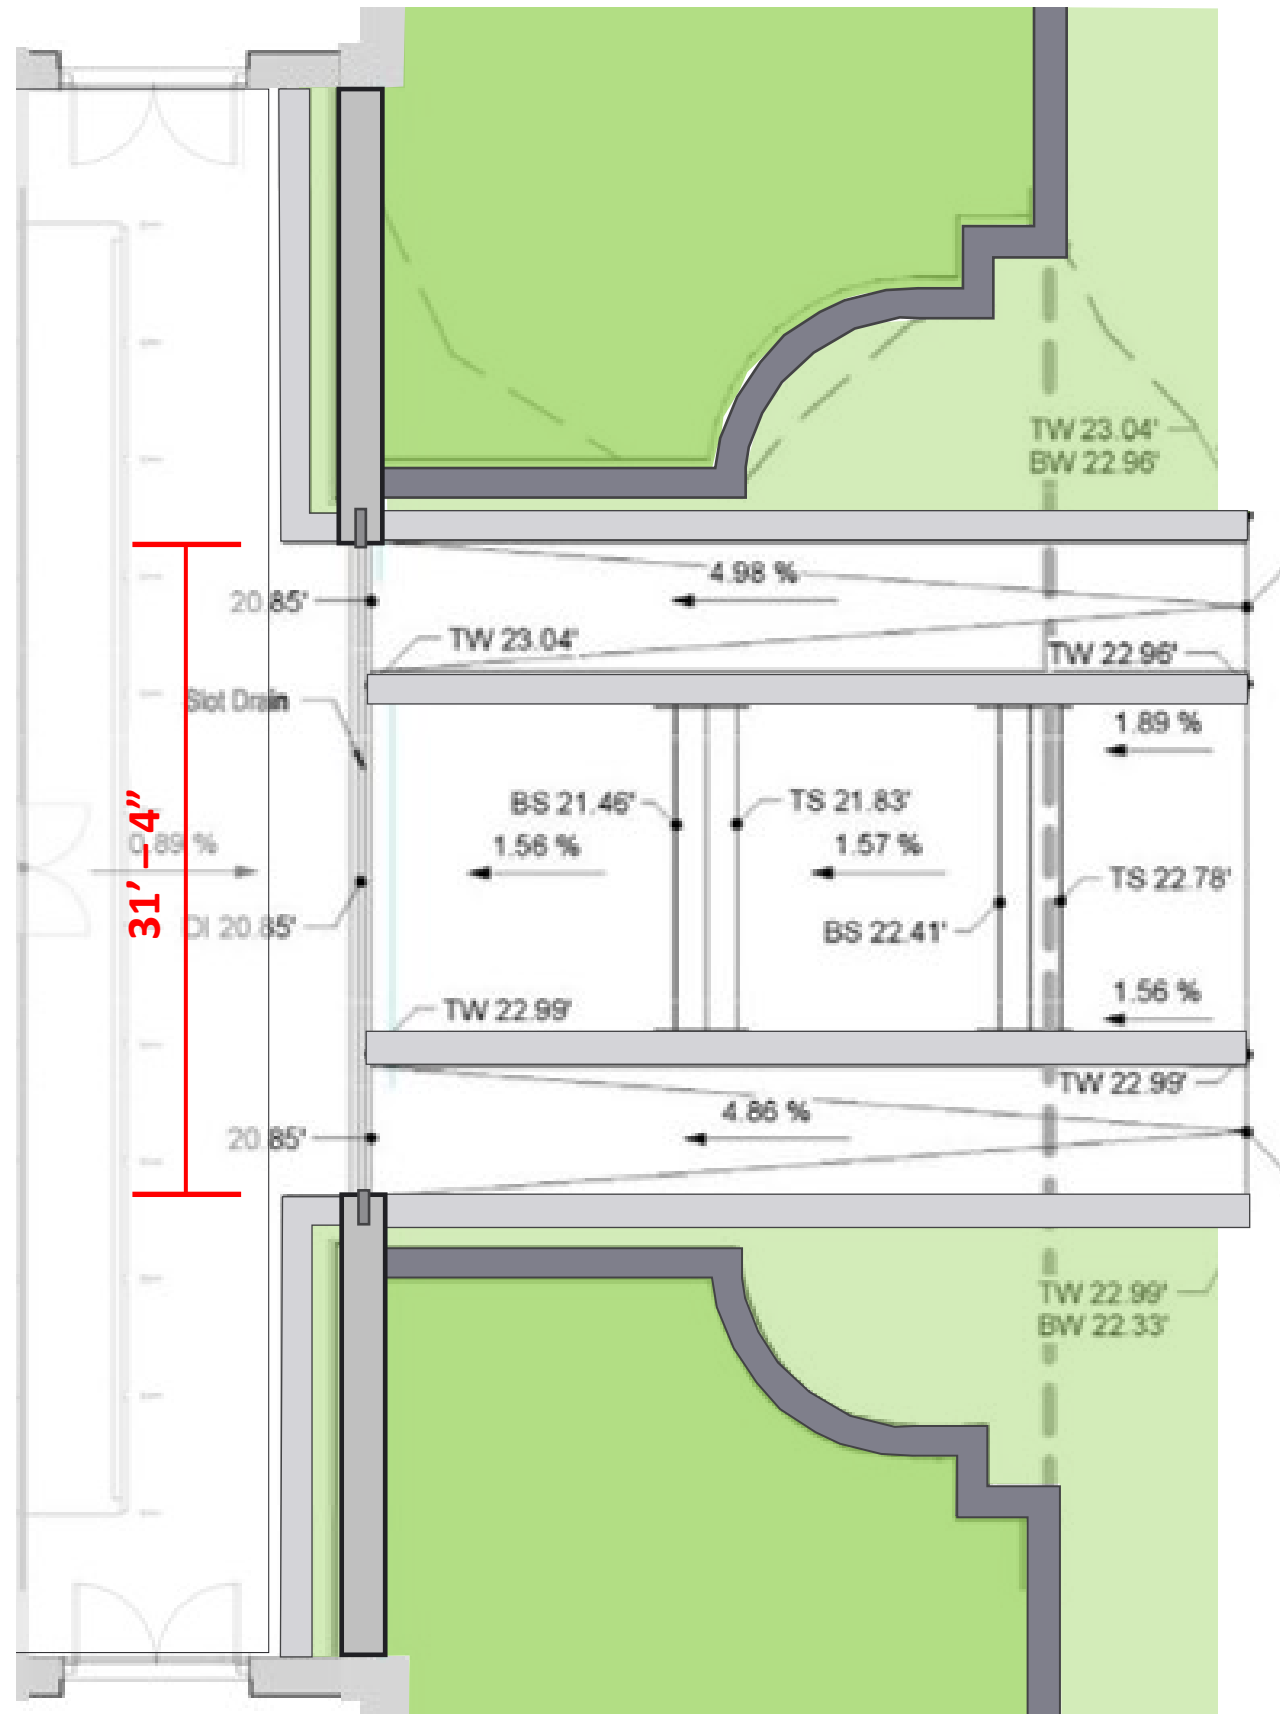 TW 23.04'
BW 22.96'
4.98 %
20.85'
TW 23.04'
TW 22.96'
Slot Drain
1.89 %
BS 21.46'
TS 21.83'
31' – 4”
0.89 %
1.56 %
1.57 %
TS 22.78'
DI 20.85'
BS 22.41'
1.56 %
TW 22.99'
TW 22.99'
4.86 %
20.85'
TW 22.99'
BW 22.33'